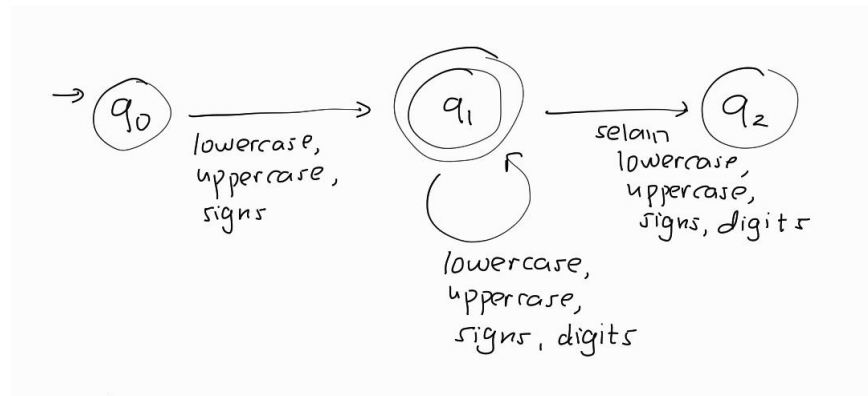 q0
lowercase,
uppercase,
signs
q1
lowercase,
uppercase,
signs, digits
selain
lowercase,
uppercase,
signs, digits
q2